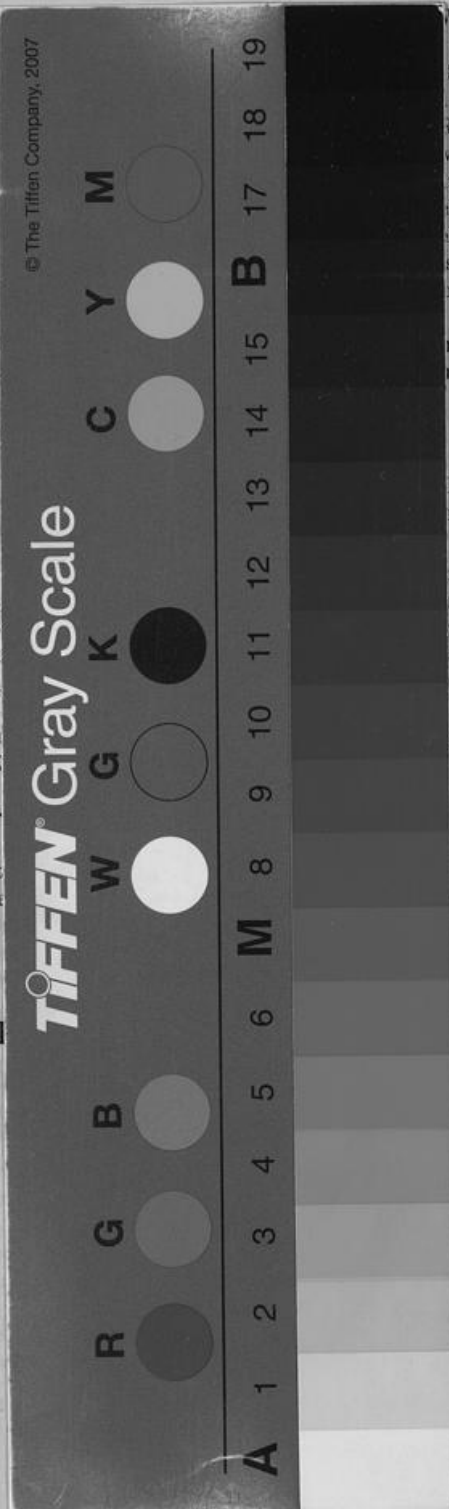 © The Tiffen Company, 2007
TIFFEN® Gray Scale
R G B W G K C Y M
A 1 2 3 4 5 6 M 8 9 10 11 12 13 14 15 B 17 18 19